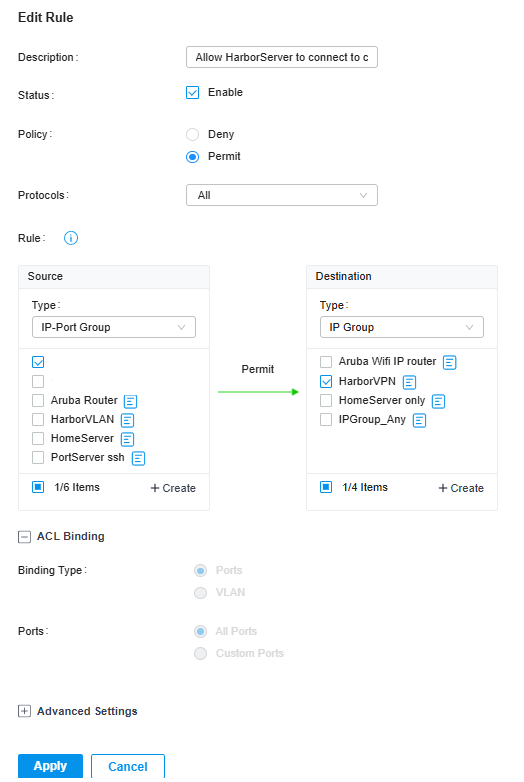 Edit Rule
Description :
Allow HarborServer to connect to c
Status :
Enable
Policy :
Deny
Permit
Protocols :
All
Rule :
Source
Type :
IP-Port Group
Aruba Router
HarborVLAN
HomeServer
PortServer ssh
1/6 Items
+ Create
Permit
Destination
Type :
IP Group
Aruba Wifi IP router
HarborVPN
HomeServer only
IPGroup_Any
1/4 Items
+ Create
ACL Binding
Binding Type :
Ports
VLAN
Ports :
All Ports
Custom Ports
Advanced Settings
Apply
Cancel